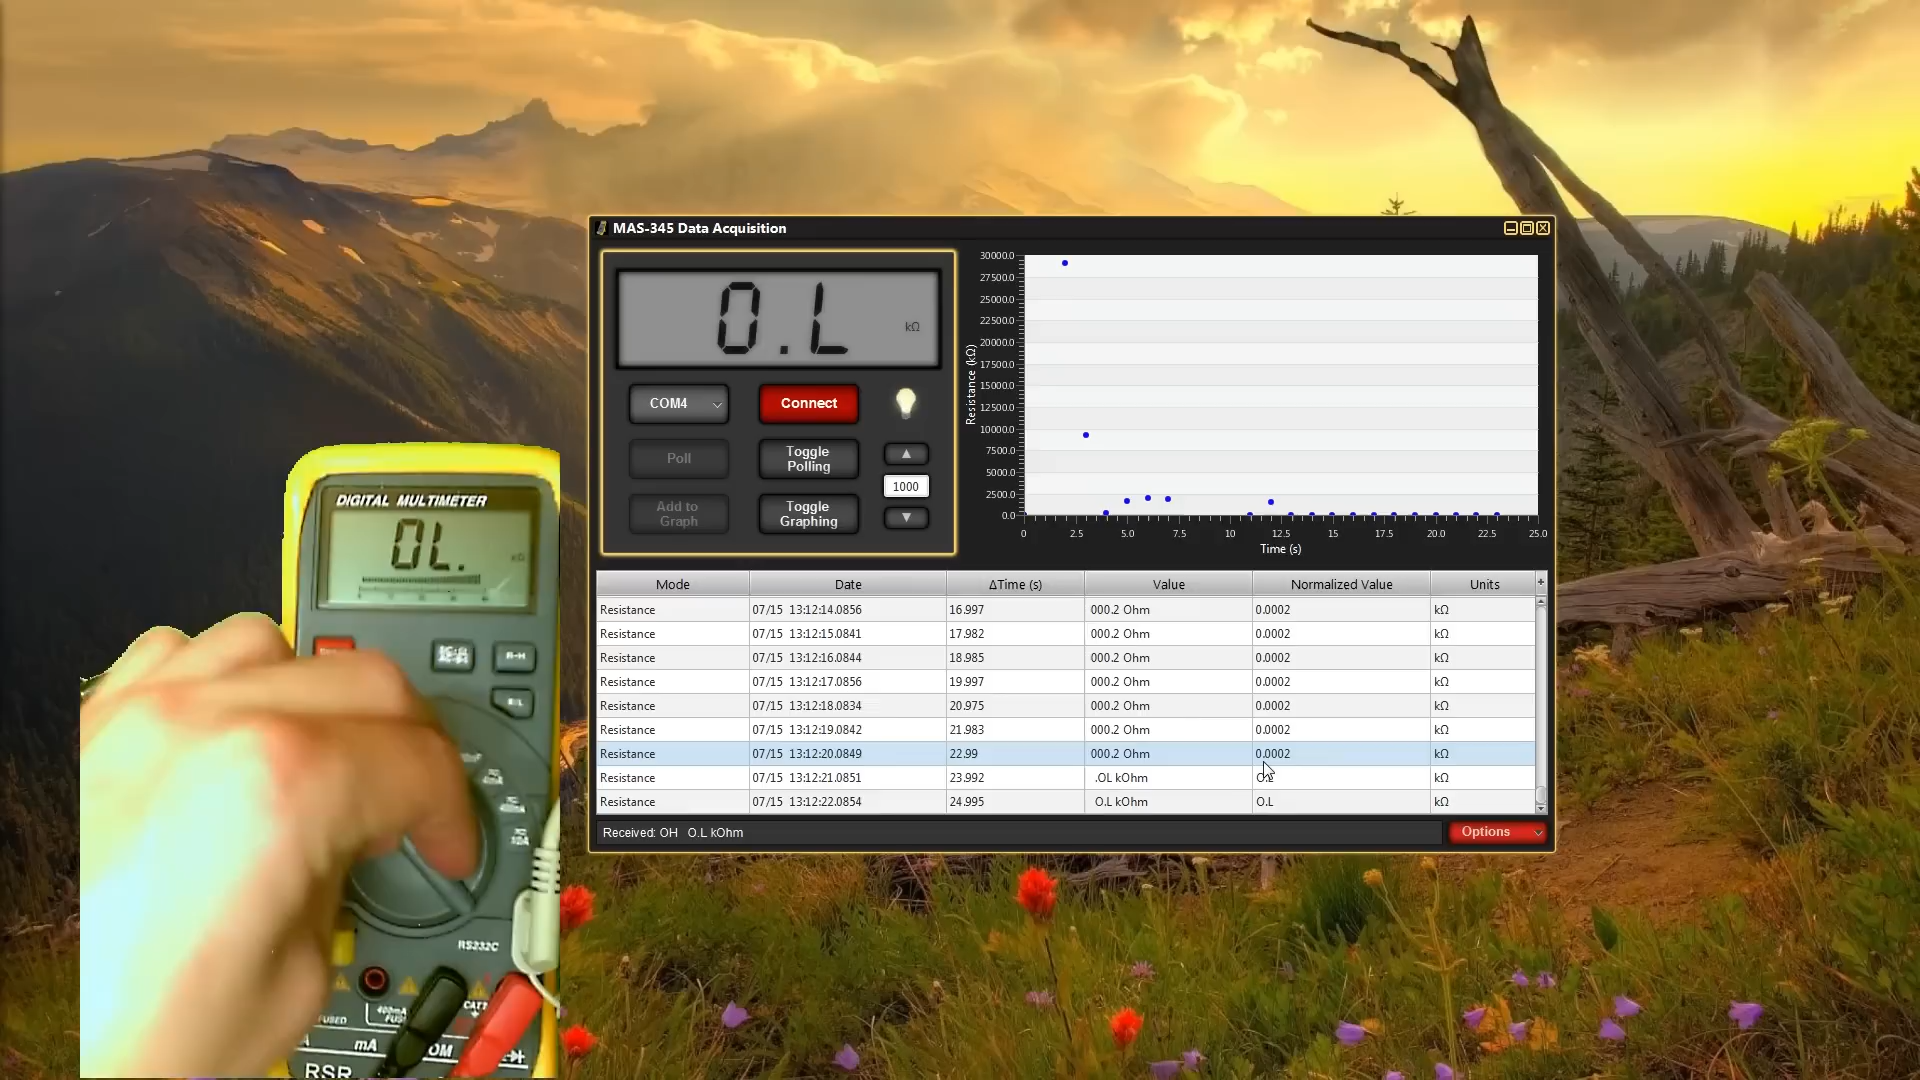 MAS-345 Data Acquisition
O.L
kΩ
COM4
Connect
Poll
Toggle
Polling
Add to
Graph
Toggle
Graphing
1000
30000.0
27500.0
25000.0
22500.0
20000.0
17500.0
15000.0
12500.0
10000.0
7500.0
5000.0
2500.0
0.0
Resistance (kΩ)
0 2.5 5.0 7.5 10 12.5 15 17.5 20.0 22.5 25.0
Time (s)
Mode Date ΔTime (s) Value Normalized Value Units
Resistance 07/15 13:12:14.0856 16.997 000.2 Ohm 0.0002 kΩ
Resistance 07/15 13:12:15.0841 17.982 000.2 Ohm 0.0002 kΩ
Resistance 07/15 13:12:16.0844 18.985 000.2 Ohm 0.0002 kΩ
Resistance 07/15 13:12:17.0856 19.997 000.2 Ohm 0.0002 kΩ
Resistance 07/15 13:12:18.0834 20.975 000.2 Ohm 0.0002 kΩ
Resistance 07/15 13:12:19.0842 21.983 000.2 Ohm 0.0002 kΩ
Resistance 07/15 13:12:20.0849 22.99 000.2 Ohm 0.0002 kΩ
Resistance 07/15 13:12:21.0851 23.992 .OL kOhm kΩ
Resistance 07/15 13:12:22.0854 24.995 O.L kOhm O.L kΩ
Received: OH O.L kOhm
Options
DIGITAL MULTIMETER
OL.
kΩ
R-H
RS232C
400mA
FUSED
mA
RSR